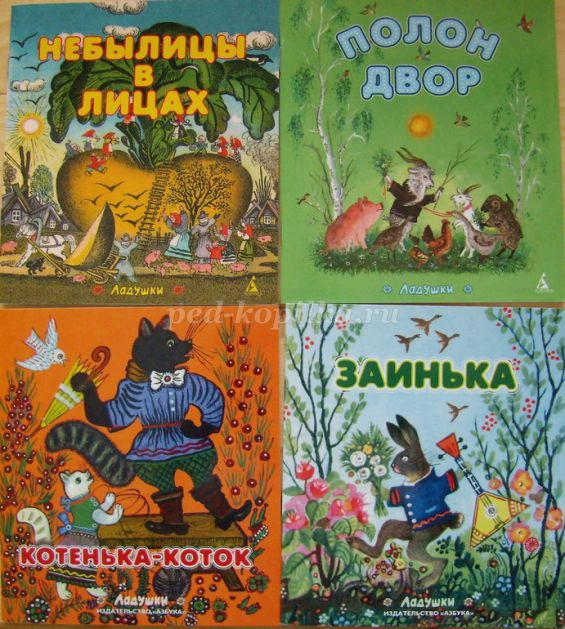 НЕБЫЛИЦЫ
В
ЛИЦАХ
Ладушки
ПОЛОН
ДВОР
Ладушки
ped-kopilka.ru
КОТЕНЬКА-КОТОК
Ладушки
ИЗДАТЕЛЬСТВО «АЗБУКА»
ЗАИНЬКА
Ладушки
ИЗДАТЕЛЬСТВО «АЗБУКА»